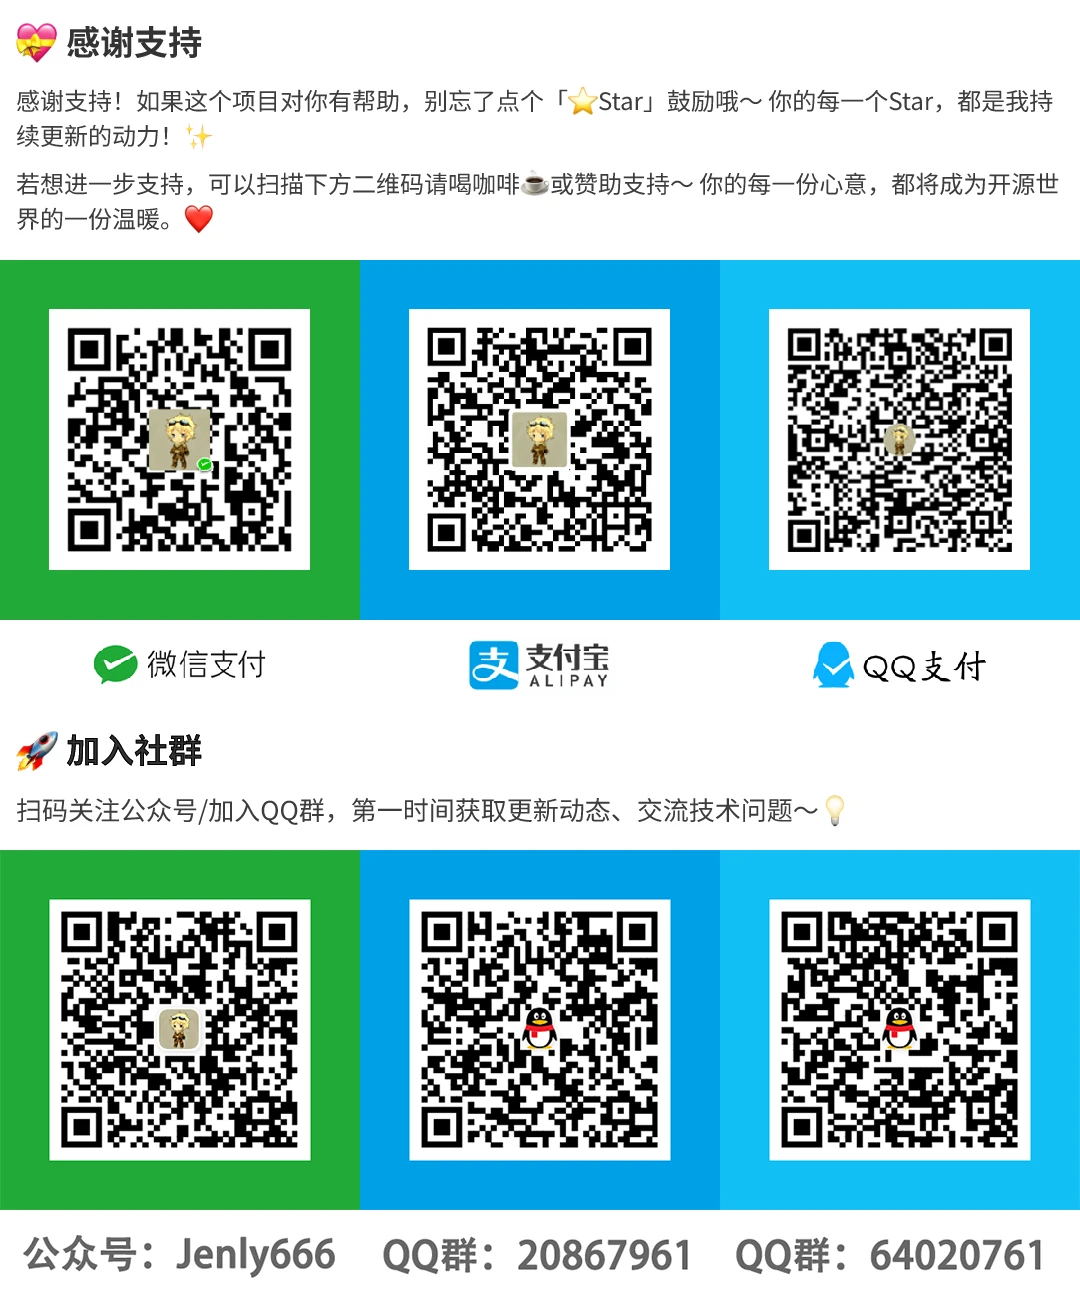 感谢支持
感谢支持！如果这个项目对你有帮助，别忘了点个「⭐Star」鼓励哦～ 你的每一个Star，都是我持
续更新的动力！✨
若想进一步支持，可以扫描下方二维码请喝咖啡☕或赞助支持～ 你的每一份心意，都将成为开源世
界的一份温暖。❤️
微信支付
支付宝
ALIPAY
QQ支付
加入社群
扫码关注公众号/加入QQ群，第一时间获取更新动态、交流技术问题～💡
公众号：Jenly666
QQ群：20867961
QQ群：64020761